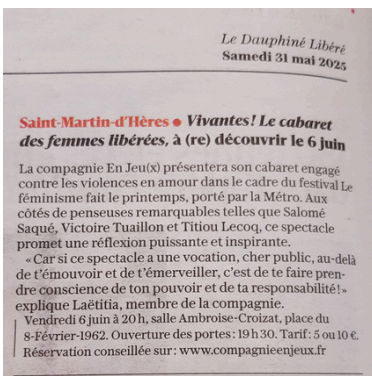 Le Dauphiné Libéré
Samedi 31 mai 2025
Saint-Martin-d'Hères ● Vivantes! Le cabaret
des femmes libérées, à (re) découvrir le 6 juin
La compagnie En Jeu(x) présentera son cabaret engagé
contre les violences en amour dans le cadre du festival Le
féminisme fait le printemps, porté par la Métro. Aux
côtés de penseuses remarquables telles que Salomé
Saqué, Victoire Tuaillon et Titiou Lecoq, ce spectacle
promet une réflexion puissante et inspirante.
« Car si ce spectacle a une vocation, cher public, au-delà
de t'émouvoir et de t'émerveiller, c'est de te faire pren-
dre conscience de ton pouvoir et de ta responsabilité!»
explique Laëtitia, membre de la compagnie.
Vendredi 6 juin à 20 h, salle Ambroise-Croizat, place du
8-Février-1962. Ouverture des portes: 19 h 30. Tarif: 5 ou 10 €.
Réservation conseillée sur: www.compagnieenjeux.fr